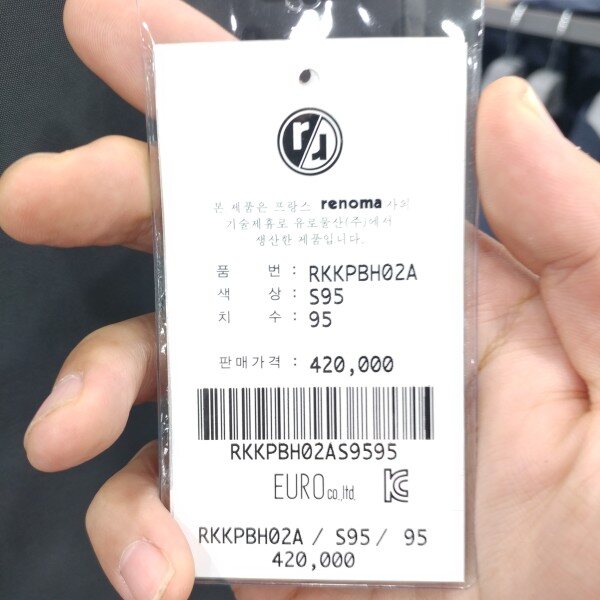 본 제품은 프랑스 renoma 사의
기술제휴로 유로물산(주)에서
생산한 제품입니다.
품 번 : RKKPBH02A
색 상 : S95
치 수 : 95
판매가격 : 420,000
RKKPBH02AS9595
EURO co.,ltd.
RKKPBH02A / S95 / 95
420,000